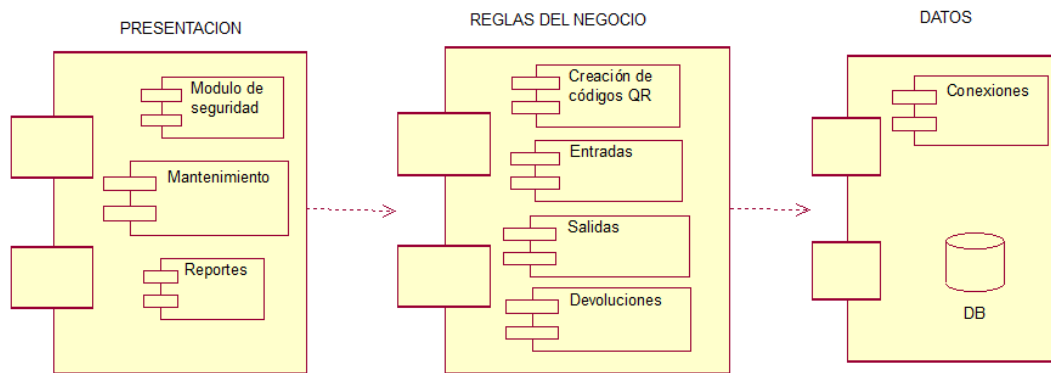 PRESENTACION
Modulo de
seguridad
Mantenimiento
Reportes
REGLAS DEL NEGOCIO
Creación de
códigos QR
Entradas
Salidas
Devoluciones
DATOS
Conexiones
DB